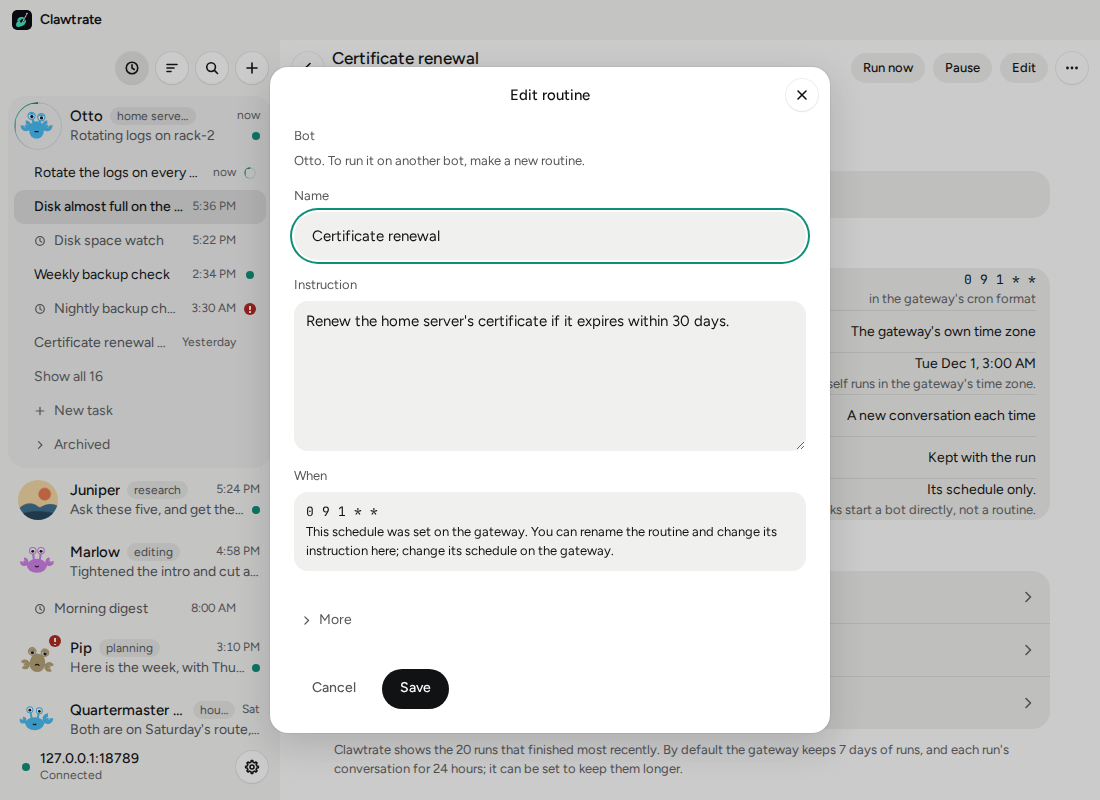 Clawtrate
Otto
home serve...
now
Rotating logs on rack-2
Rotate the logs on every ...
now
Disk almost full on the ...
5:36 PM
Disk space watch
5:22 PM
Weekly backup check
2:34 PM
Nightly backup ch...
3:30 AM
Certificate renewal ...
Yesterday
Show all 16
New task
Archived
Juniper
research
5:24 PM
Ask these five, and get the...
Marlow
editing
4:58 PM
Tightened the intro and cut a...
Morning digest
8:00 AM
Pip
planning
3:10 PM
Here is the week, with Thu...
Quartermaster ...
hou...
Sat
Both are on Saturday's route,...
127.0.0.1:18789
Connected
Certificate renewal
Run now
Pause
Edit
Edit routine
Bot
Otto. To run it on another bot, make a new routine.
Name
Certificate renewal
Instruction
Renew the home server's certificate if it expires within 30 days.
When
0 9 1 * *
This schedule was set on the gateway. You can rename the routine and change its
instruction here; change its schedule on the gateway.
More
Cancel
Save
0 9 1 * *
in the gateway's cron format
The gateway's own time zone
Tue Dec 1, 3:00 AM
self runs in the gateway's time zone.
A new conversation each time
Kept with the run
Its schedule only.
ks start a bot directly, not a routine.
Clawtrate shows the 20 runs that finished most recently. By default the gateway keeps 7 days of runs, and each run's
conversation for 24 hours; it can be set to keep them longer.